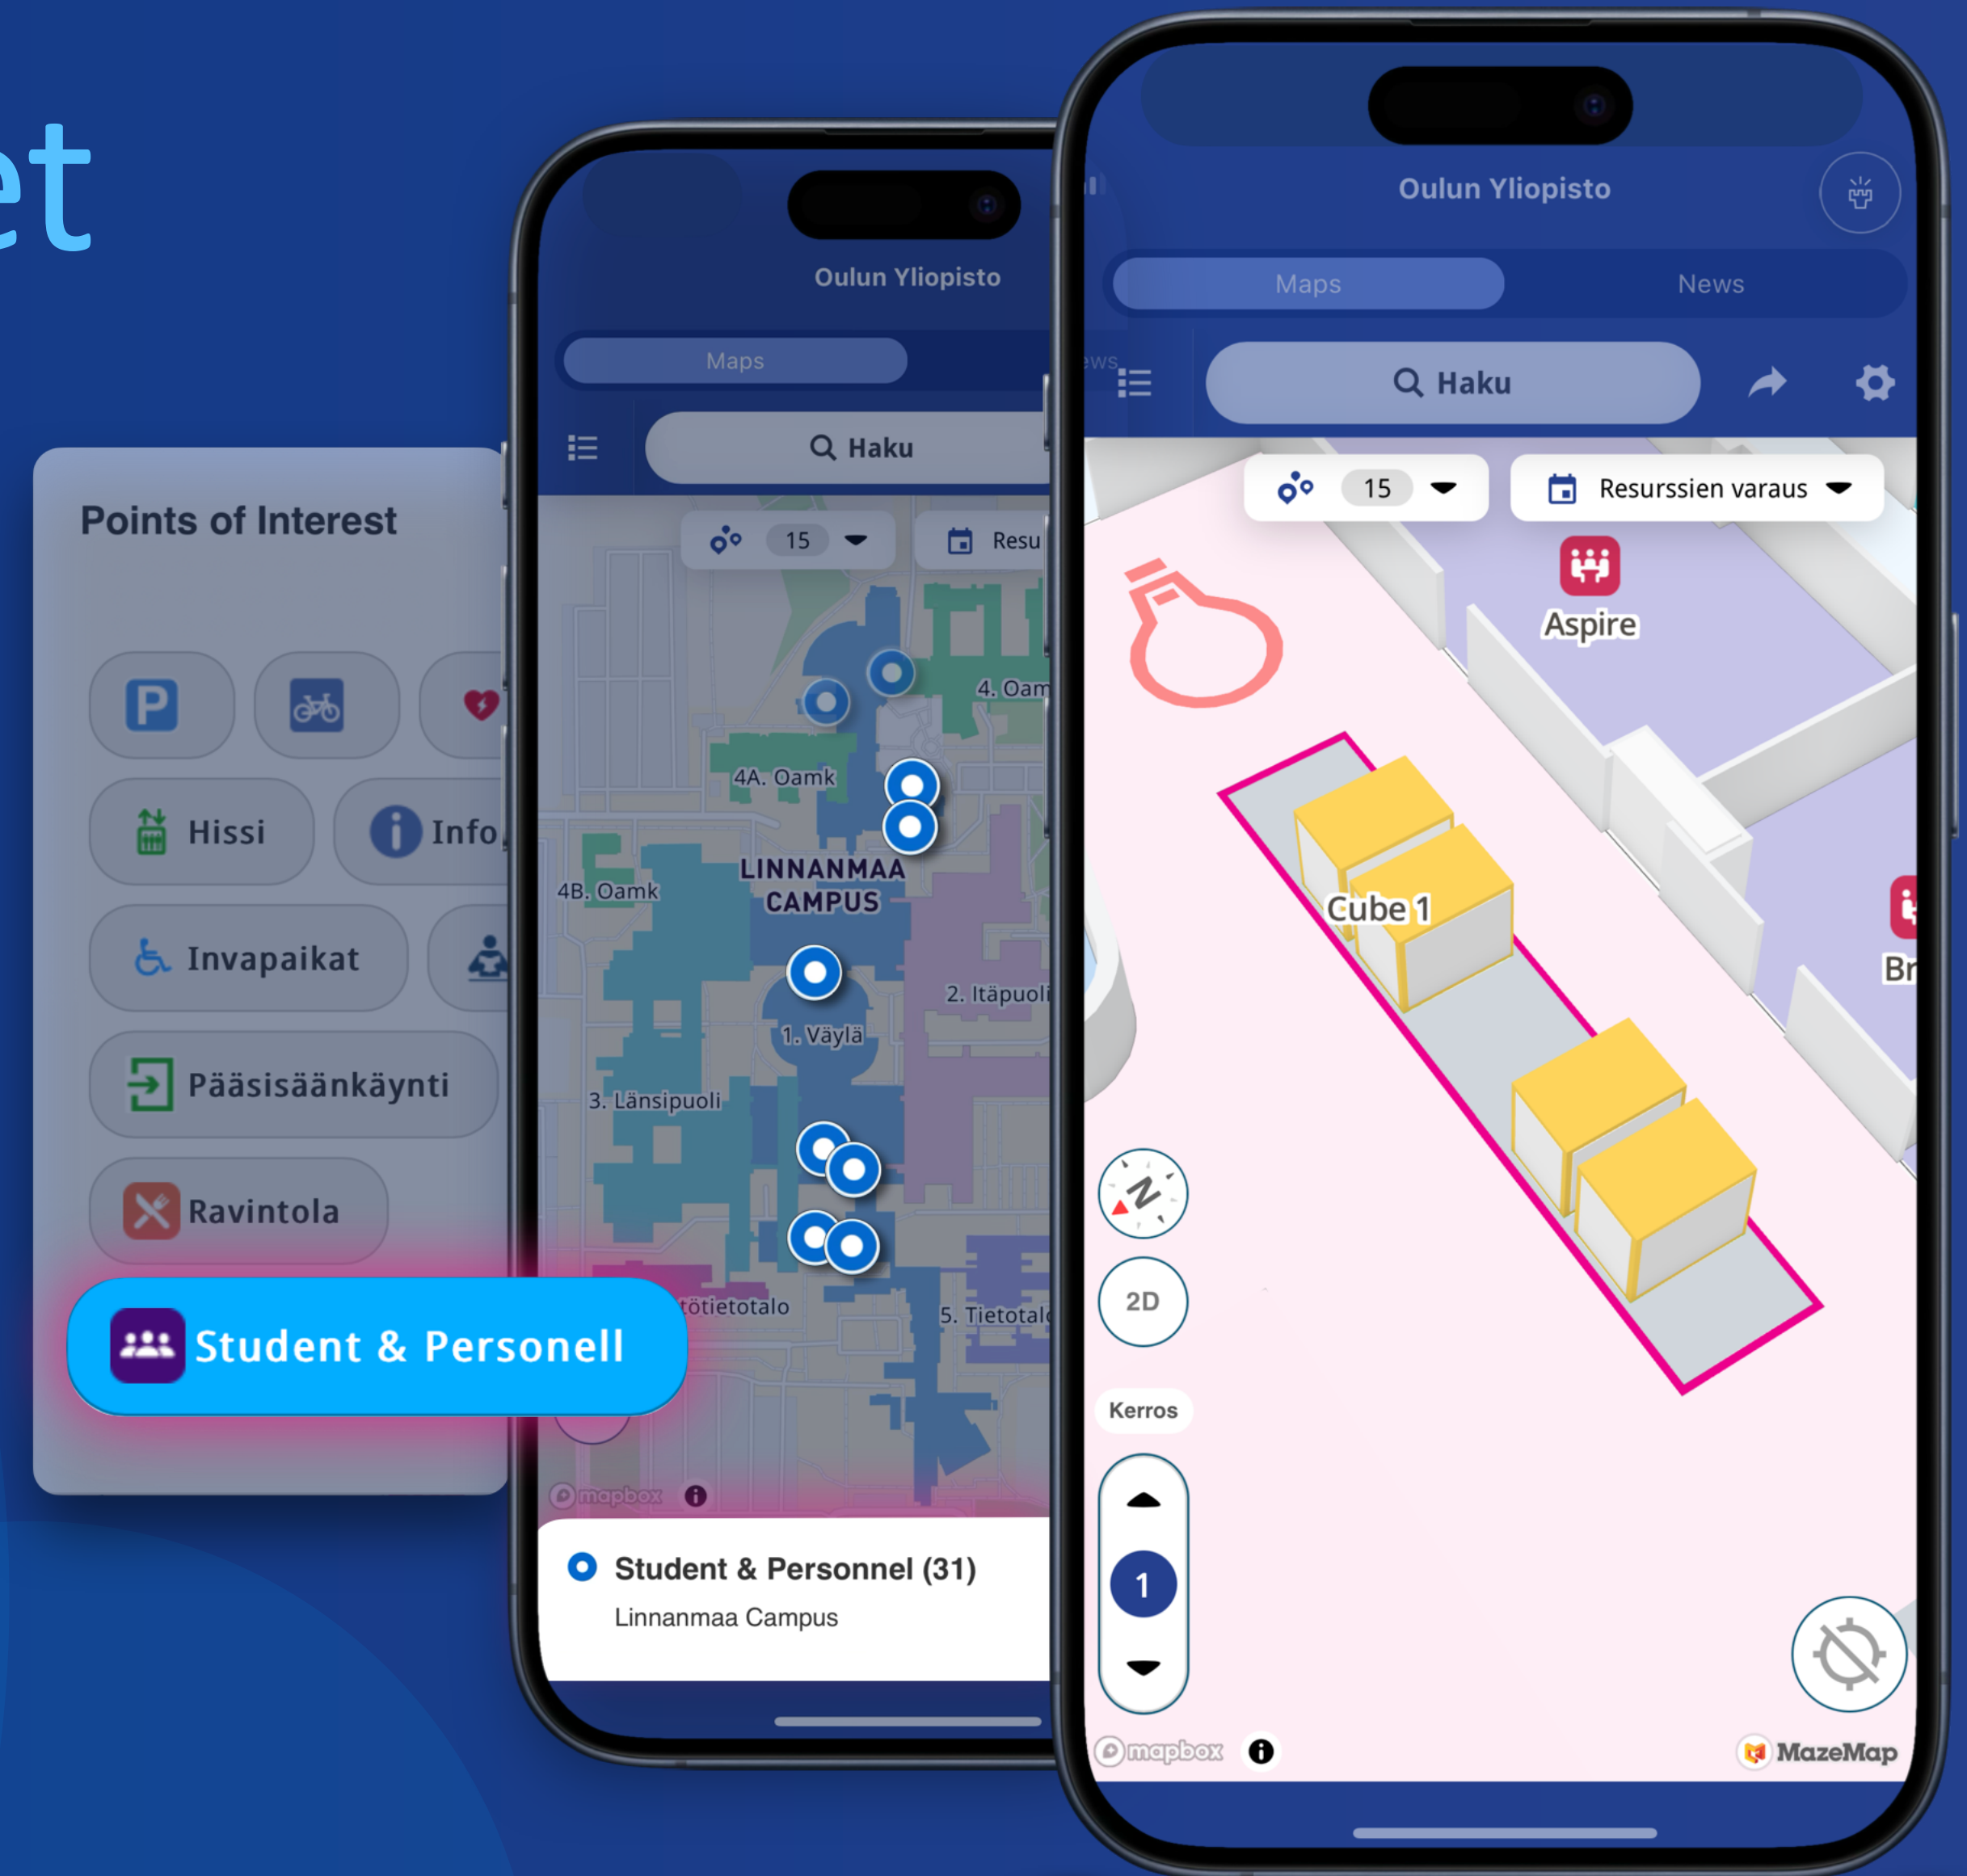 et
Points of Interest
P
Hissi
Info
Invapaikat
Pääsisäänkäynti
Ravintola
Student & Personell
Oulun Yliopisto
Maps
Haku
15
Resu
4. Oam
4A. Oamk
LINNANMAA
CAMPUS
4B. Oamk
2. Itäpuoli
1. Väylä
3. Länsipuoli
tötietotalo
5. Tietotalo
mapbox
Student & Personnel (31)
Linnanmaa Campus
Oulun Yliopisto
Maps
News
ews
Haku
15
Resurssien varaus
Aspire
Cube 1
Br
N
2D
Kerros
1
mapbox
MazeMap